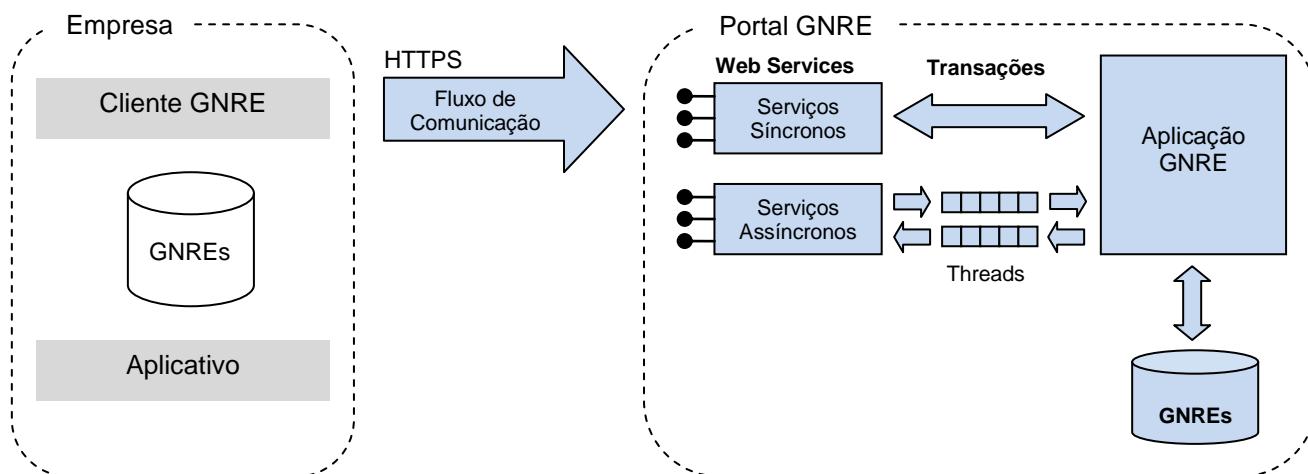 Empresa
Cliente GNRE
GNREs
Aplicativo
HTTPS
Fluxo de
Comunicação
Portal GNRE
Web Services
Transações
Serviços
Síncronos
Serviços
Assíncronos
Threads
Aplicação
GNRE
GNREs